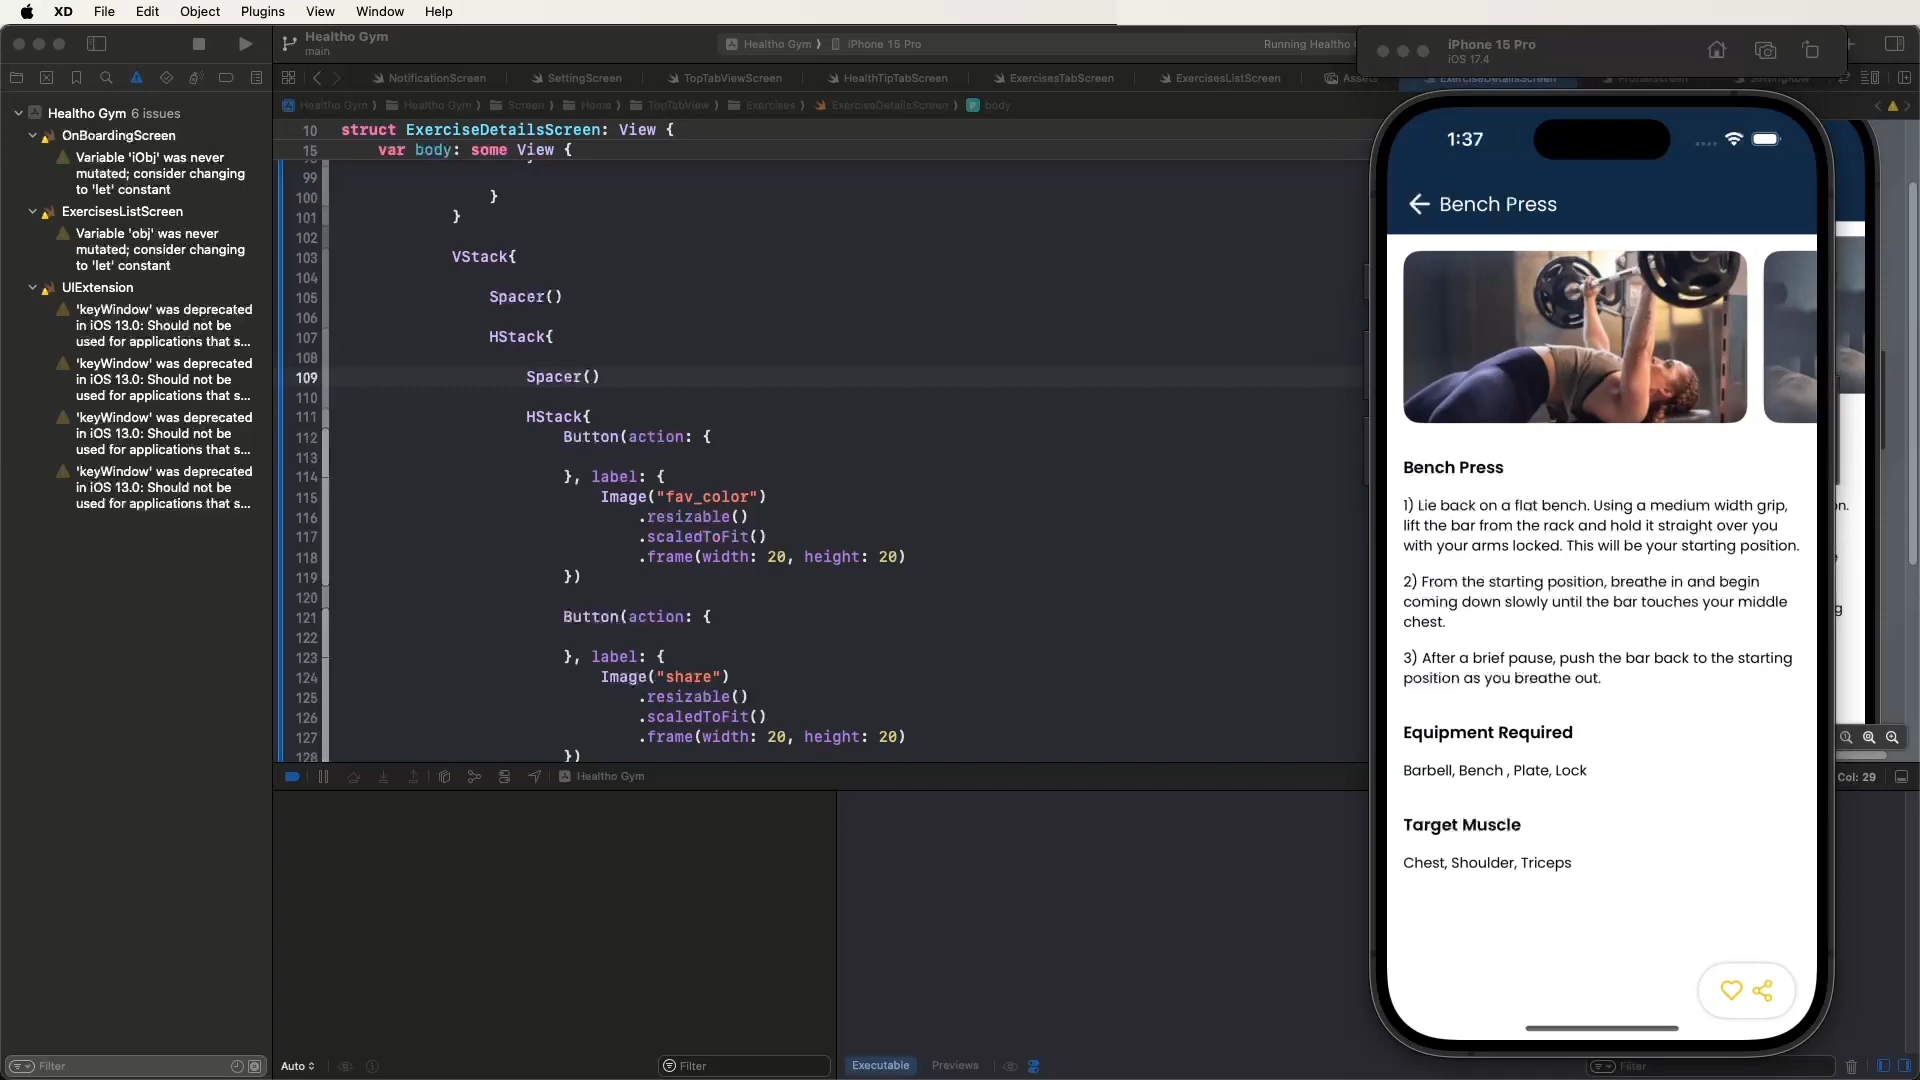 XD File Edit Object Plugins View Window Help
Healtho Gym
main
Healtho Gym
iPhone 15 Pro
Running Healtho
iPhone 15 Pro
iOS 17.4
NotificationScreen
SettingScreen
TopTabViewScreen
HealthTipTabScreen
ExercisesTabScreen
ExercisesListScreen
Assets
ExerciseDetailsScreen
Healtho Gym 6 issues
OnBoardingScreen
Variable 'iObj' was never
mutated; consider changing
to 'let' constant
ExercisesListScreen
Variable 'obj' was never
mutated; consider changing
to 'let' constant
UIExtension
'keyWindow' was deprecated
in iOS 13.0: Should not be
used for applications that s...
'keyWindow' was deprecated
in iOS 13.0: Should not be
used for applications that s...
'keyWindow' was deprecated
in iOS 13.0: Should not be
used for applications that s...
'keyWindow' was deprecated
in iOS 13.0: Should not be
used for applications that s...
Filter
Healtho Gym Healtho Gym Screen Home TopTabView Exercises ExerciseDetailsScreen body
10 struct ExerciseDetailsScreen: View {
15 var body: some View {
99
100 }
101 }
102
103 VStack{
104
105 Spacer()
106
107 HStack{
108
109 Spacer()
110
111 HStack{
112 Button(action: {
113
114 }, label: {
115 Image("fav_color")
116 .resizable()
117 .scaledToFit()
118 .frame(width: 20, height: 20)
119 })
120
121 Button(action: {
122
123 }, label: {
124 Image("share")
125 .resizable()
126 .scaledToFit()
127 .frame(width: 20, height: 20)
128 })
Healtho Gym
Col: 29
Auto
Filter
Executable
Previews
Filter
1:37
Bench Press
Bench Press
1) Lie back on a flat bench. Using a medium width grip,
lift the bar from the rack and hold it straight over you
with your arms locked. This will be your starting position.
2) From the starting position, breathe in and begin
coming down slowly until the bar touches your middle
chest.
3) After a brief pause, push the bar back to the starting
position as you breathe out.
Equipment Required
Barbell, Bench , Plate, Lock
Target Muscle
Chest, Shoulder, Triceps